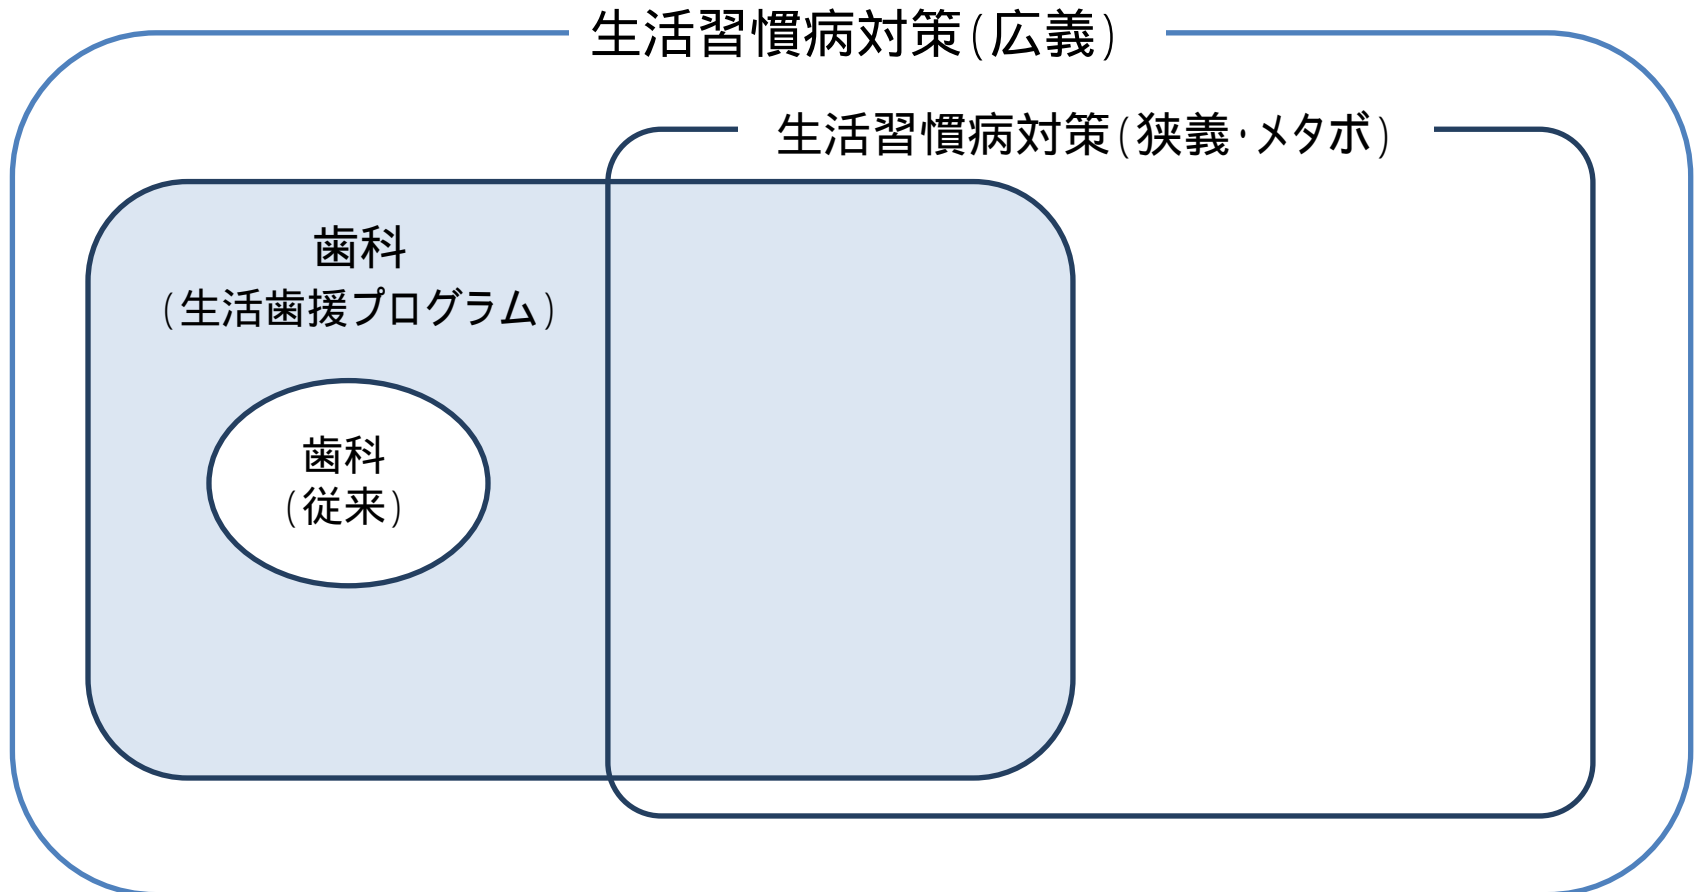 生活習慣病対策(広義)
生活習慣病対策(狭義・メタボ)
歯科
(生活歯援プログラム)
歯科
(従来)